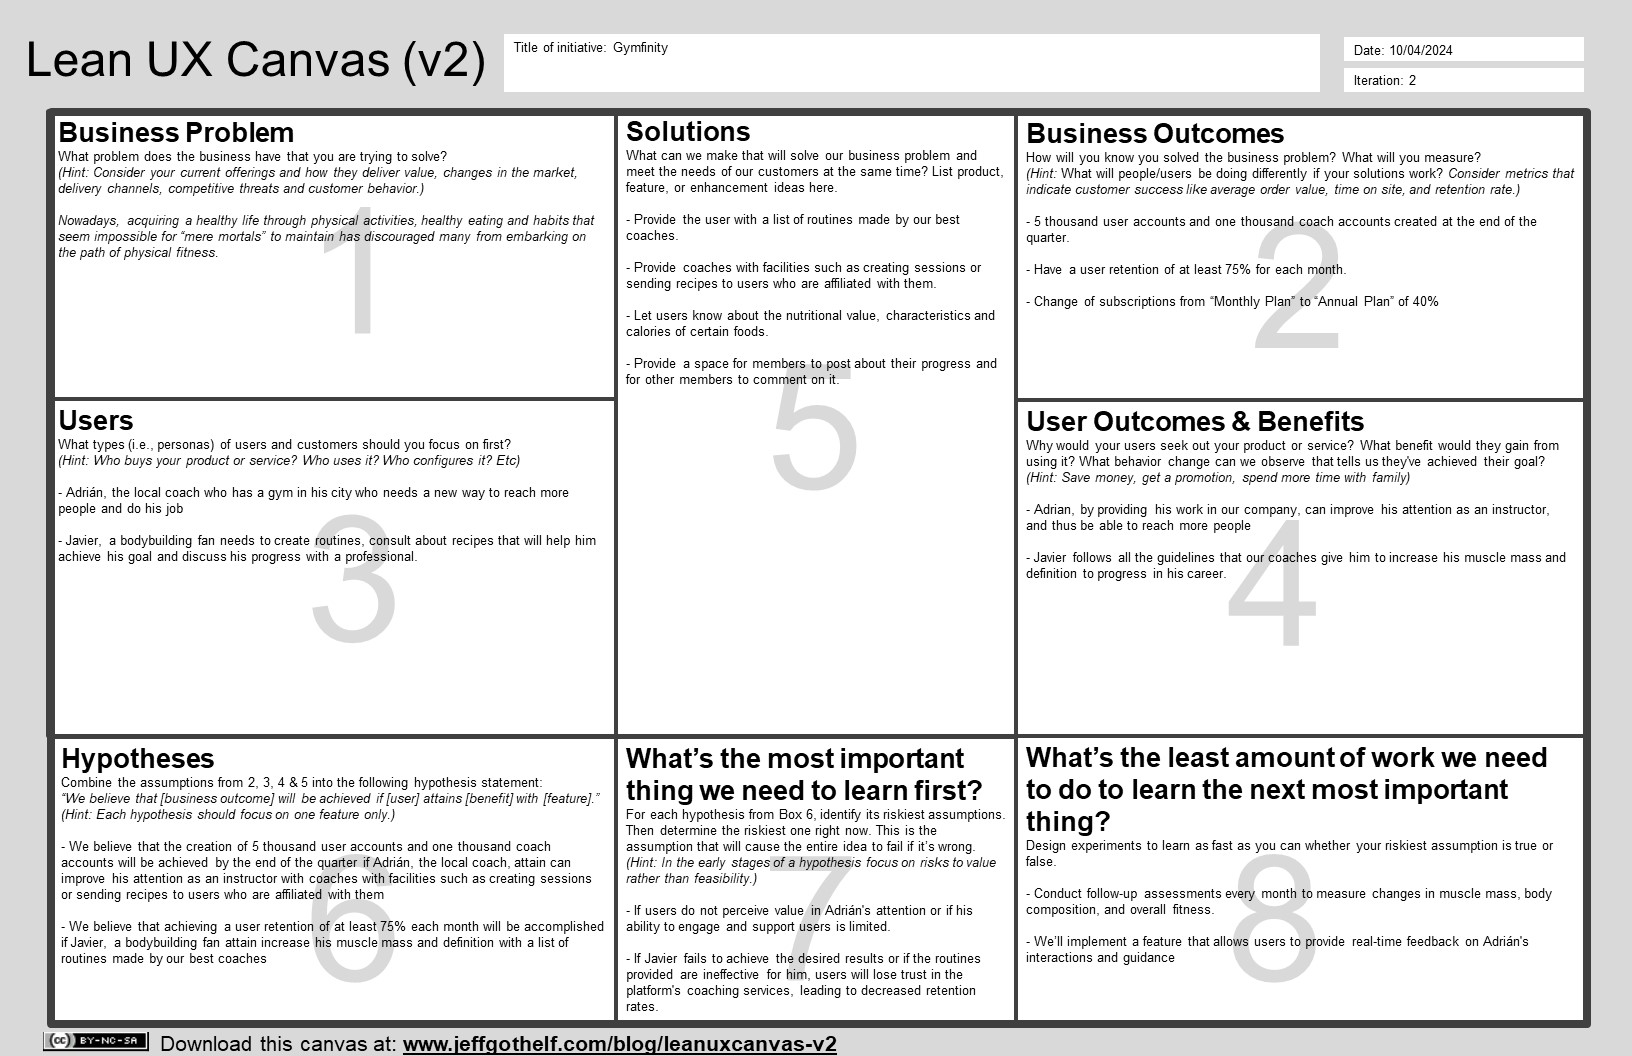 Lean UX Canvas (v2)
Title of initiative: Gymfinity
Date: 10/04/2024
Iteration: 2
Business Problem
What problem does the business have that you are trying to solve?
(Hint: Consider your current offerings and how they deliver value, changes in the market,
delivery channels, competitive threats and customer behavior.)
Nowadays, acquiring a healthy life through physical activities, healthy eating and habits that
seem impossible for “mere mortals” to maintain has discouraged many from embarking on
the path of physical fitness.
1
Solutions
What can we make that will solve our business problem and
meet the needs of our customers at the same time? List product,
feature, or enhancement ideas here.
- Provide the user with a list of routines made by our best
coaches.
- Provide coaches with facilities such as creating sessions or
sending recipes to users who are affiliated with them.
- Let users know about the nutritional value, characteristics and
calories of certain foods.
- Provide a space for members to post about their progress and
for other members to comment on it.
5
Business Outcomes
How will you know you solved the business problem? What will you measure?
(Hint: What will people/users be doing differently if your solutions work? Consider metrics that
indicate customer success like average order value, time on site, and retention rate.)
- 5 thousand user accounts and one thousand coach accounts created at the end of the
quarter.
- Have a user retention of at least 75% for each month.
- Change of subscriptions from “Monthly Plan” to “Annual Plan” of 40%
2
Users
What types (i.e., personas) of users and customers should you focus on first?
(Hint: Who buys your product or service? Who uses it? Who configures it? Etc)
- Adrián, the local coach who has a gym in his city who needs a new way to reach more
people and do his job
- Javier, a bodybuilding fan needs to create routines, consult about recipes that will help him
achieve his goal and discuss his progress with a professional.
3
User Outcomes & Benefits
Why would your users seek out your product or service? What benefit would they gain from
using it? What behavior change can we observe that tells us they've achieved their goal?
(Hint: Save money, get a promotion, spend more time with family)
- Adrian, by providing his work in our company, can improve his attention as an instructor,
and thus be able to reach more people
- Javier follows all the guidelines that our coaches give him to increase his muscle mass and
definition to progress in his career.
4
Hypotheses
Combine the assumptions from 2, 3, 4 & 5 into the following hypothesis statement:
“We believe that [business outcome] will be achieved if [user] attains [benefit] with [feature].”
(Hint: Each hypothesis should focus on one feature only.)
- We believe that the creation of 5 thousand user accounts and one thousand coach
accounts will be achieved by the end of the quarter if Adrián, the local coach, attain can
improve his attention as an instructor with coaches with facilities such as creating sessions
or sending recipes to users who are affiliated with them
- We believe that achieving a user retention of at least 75% each month will be accomplished
if Javier, a bodybuilding fan attain increase his muscle mass and definition with a list of
routines made by our best coaches
6
What’s the most important
thing we need to learn first?
For each hypothesis from Box 6, identify its riskiest assumptions.
Then determine the riskiest one right now. This is the
assumption that will cause the entire idea to fail if it’s wrong.
(Hint: In the early stages of a hypothesis focus on risks to value
rather than feasibility.)
- If users do not perceive value in Adrián's attention or if his
ability to engage and support users is limited.
- If Javier fails to achieve the desired results or if the routines
provided are ineffective for him, users will lose trust in the
platform's coaching services, leading to decreased retention
rates.
7
What’s the least amount of work we need
to do to learn the next most important
thing?
Design experiments to learn as fast as you can whether your riskiest assumption is true or
false.
- Conduct follow-up assessments every month to measure changes in muscle mass, body
composition, and overall fitness.
- We’ll implement a feature that allows users to provide real-time feedback on Adrián's
interactions and guidance
8
(cc) BY-NC-SA
Download this canvas at: www.jeffgothelf.com/blog/leanuxcanvas-v2